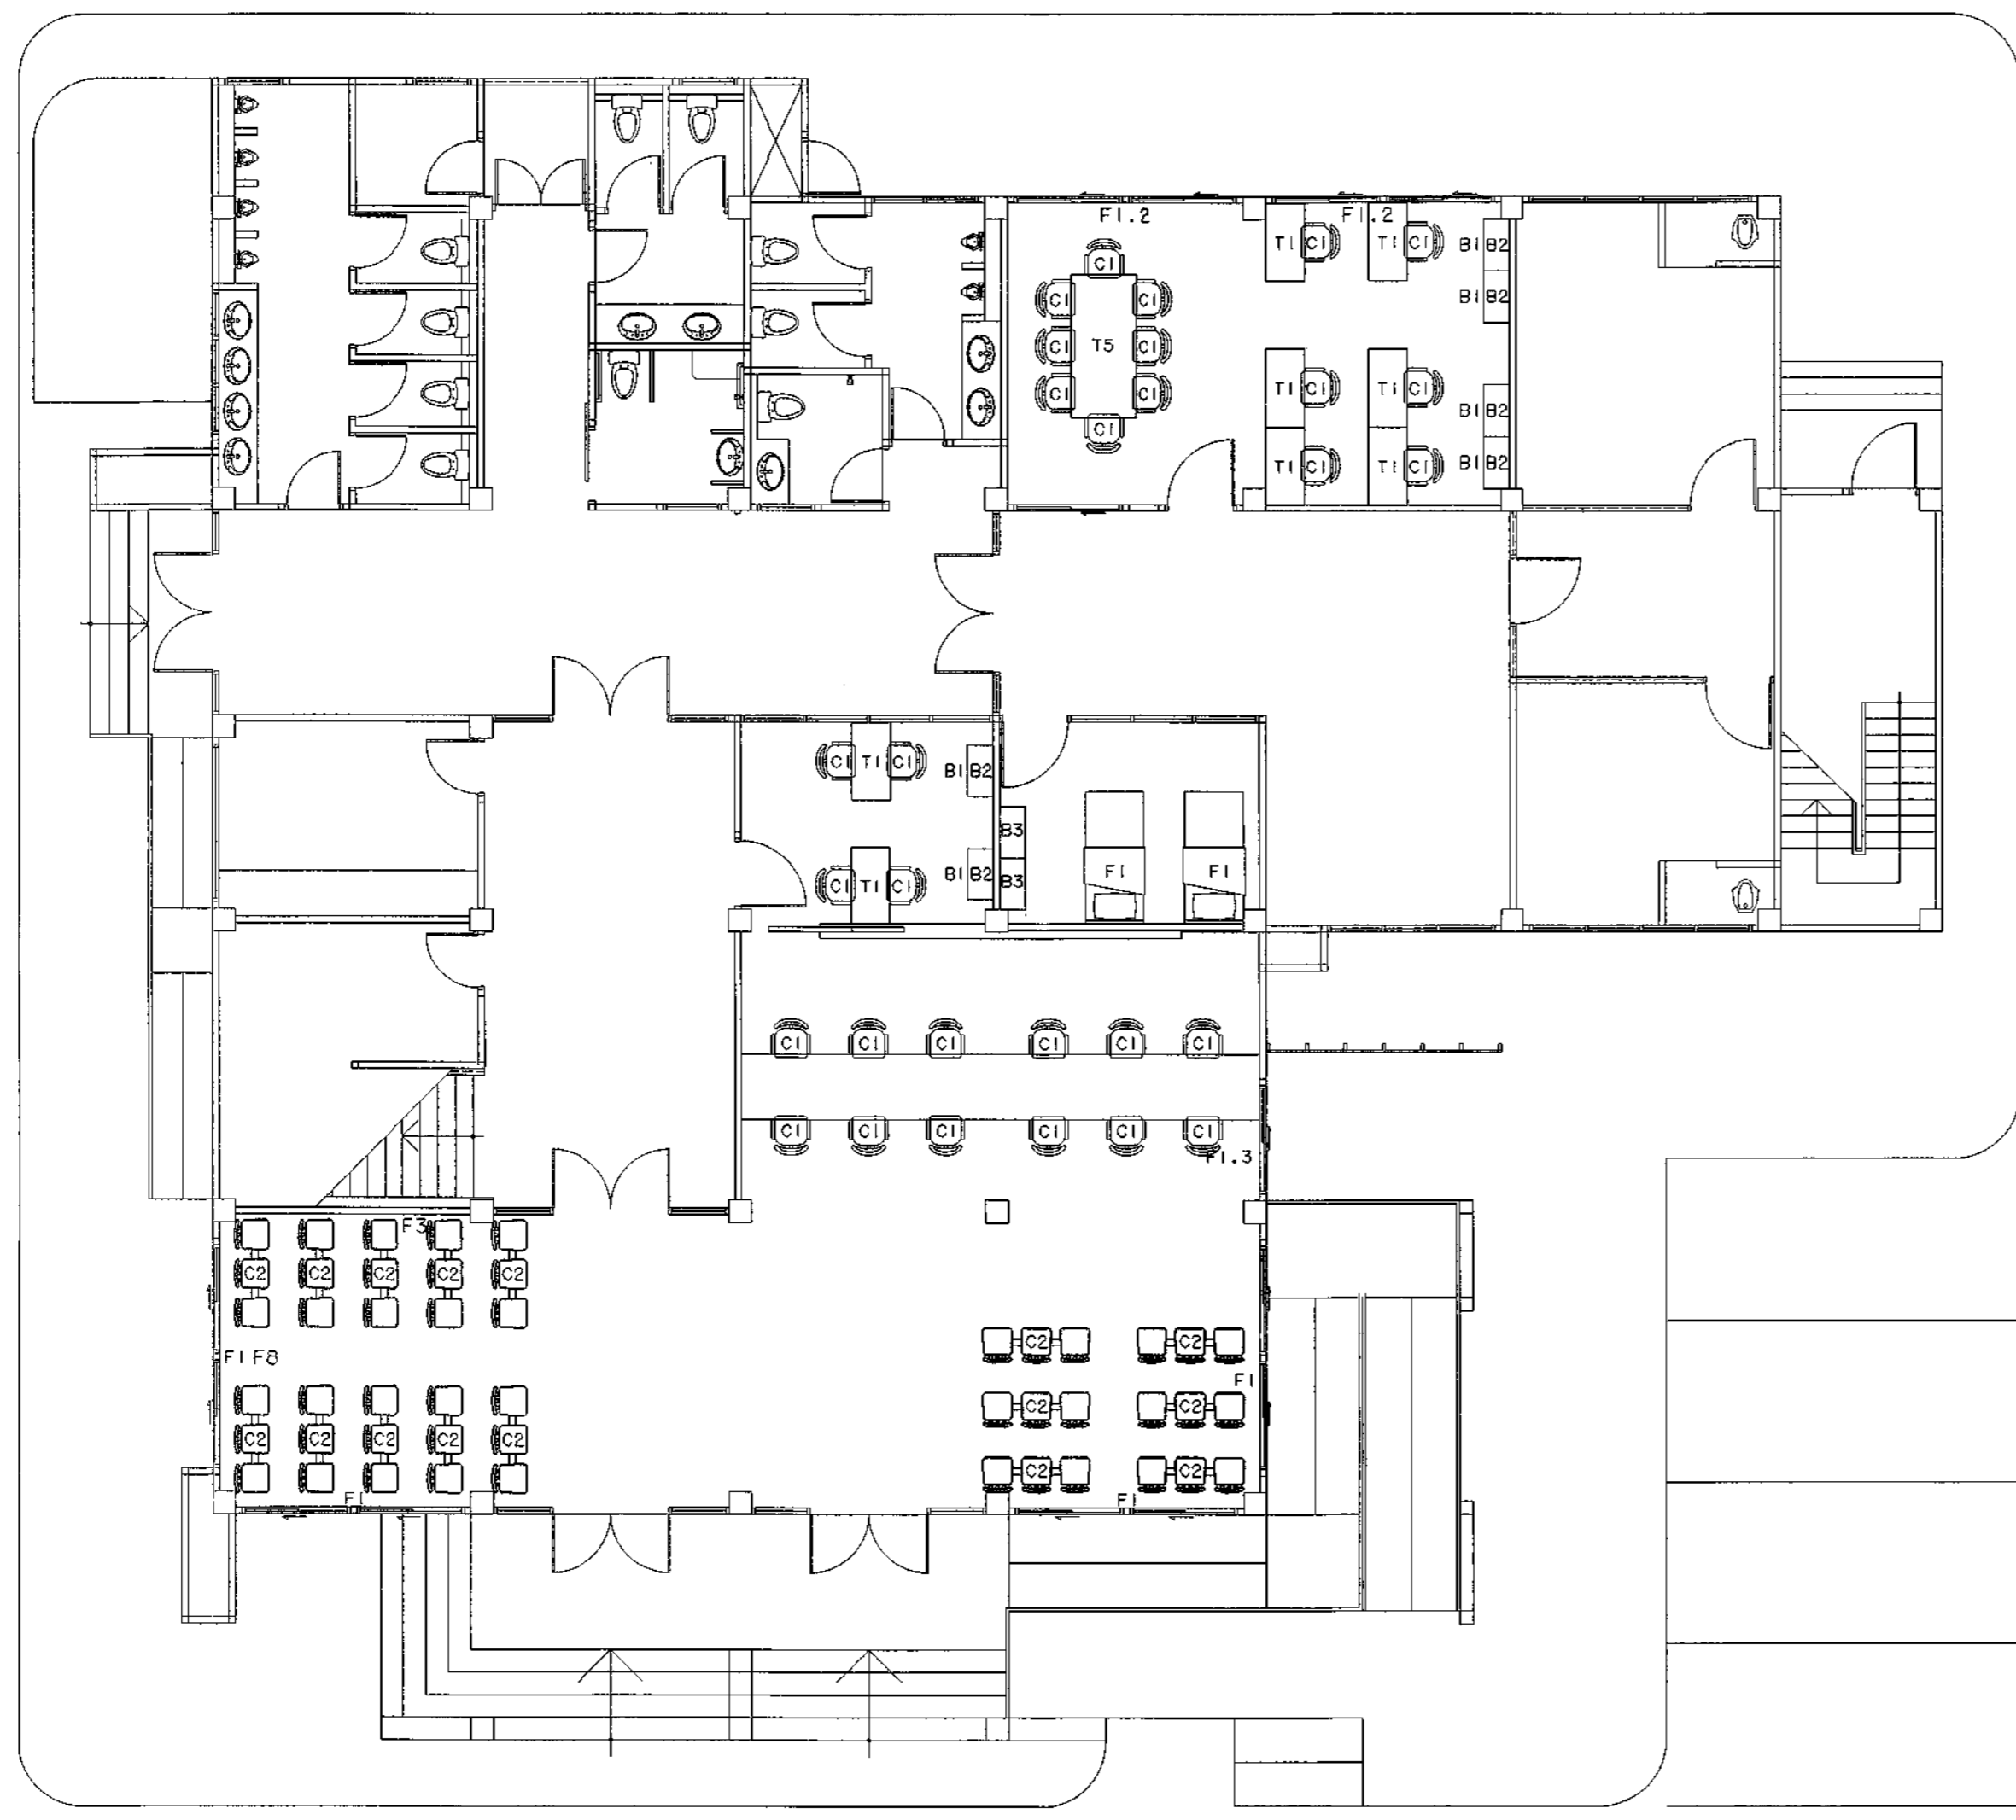 F1.2 F1.2
T1 C1 T1 C1 B1 B2
C1
C1 C1 B1 B2
C1 T5 C1
T1 C1 T1 C1
C1 C1 B1 B2
C1
T1 C1 T1 C1 B1 B2
C1 T1 C1 B1 B2
B3
F1 F1
C1 T1 C1 B1 B2 B3
C1 C1 C1 C1 C1 C1
C1 C1 C1 C1 C1 C1
F1.3
F3
C2 C2 C2 C2 C2
C2 C2
F1 F8
F1
C2 C2
C2 C2 C2 C2 C2
C2 C2
F1 F1